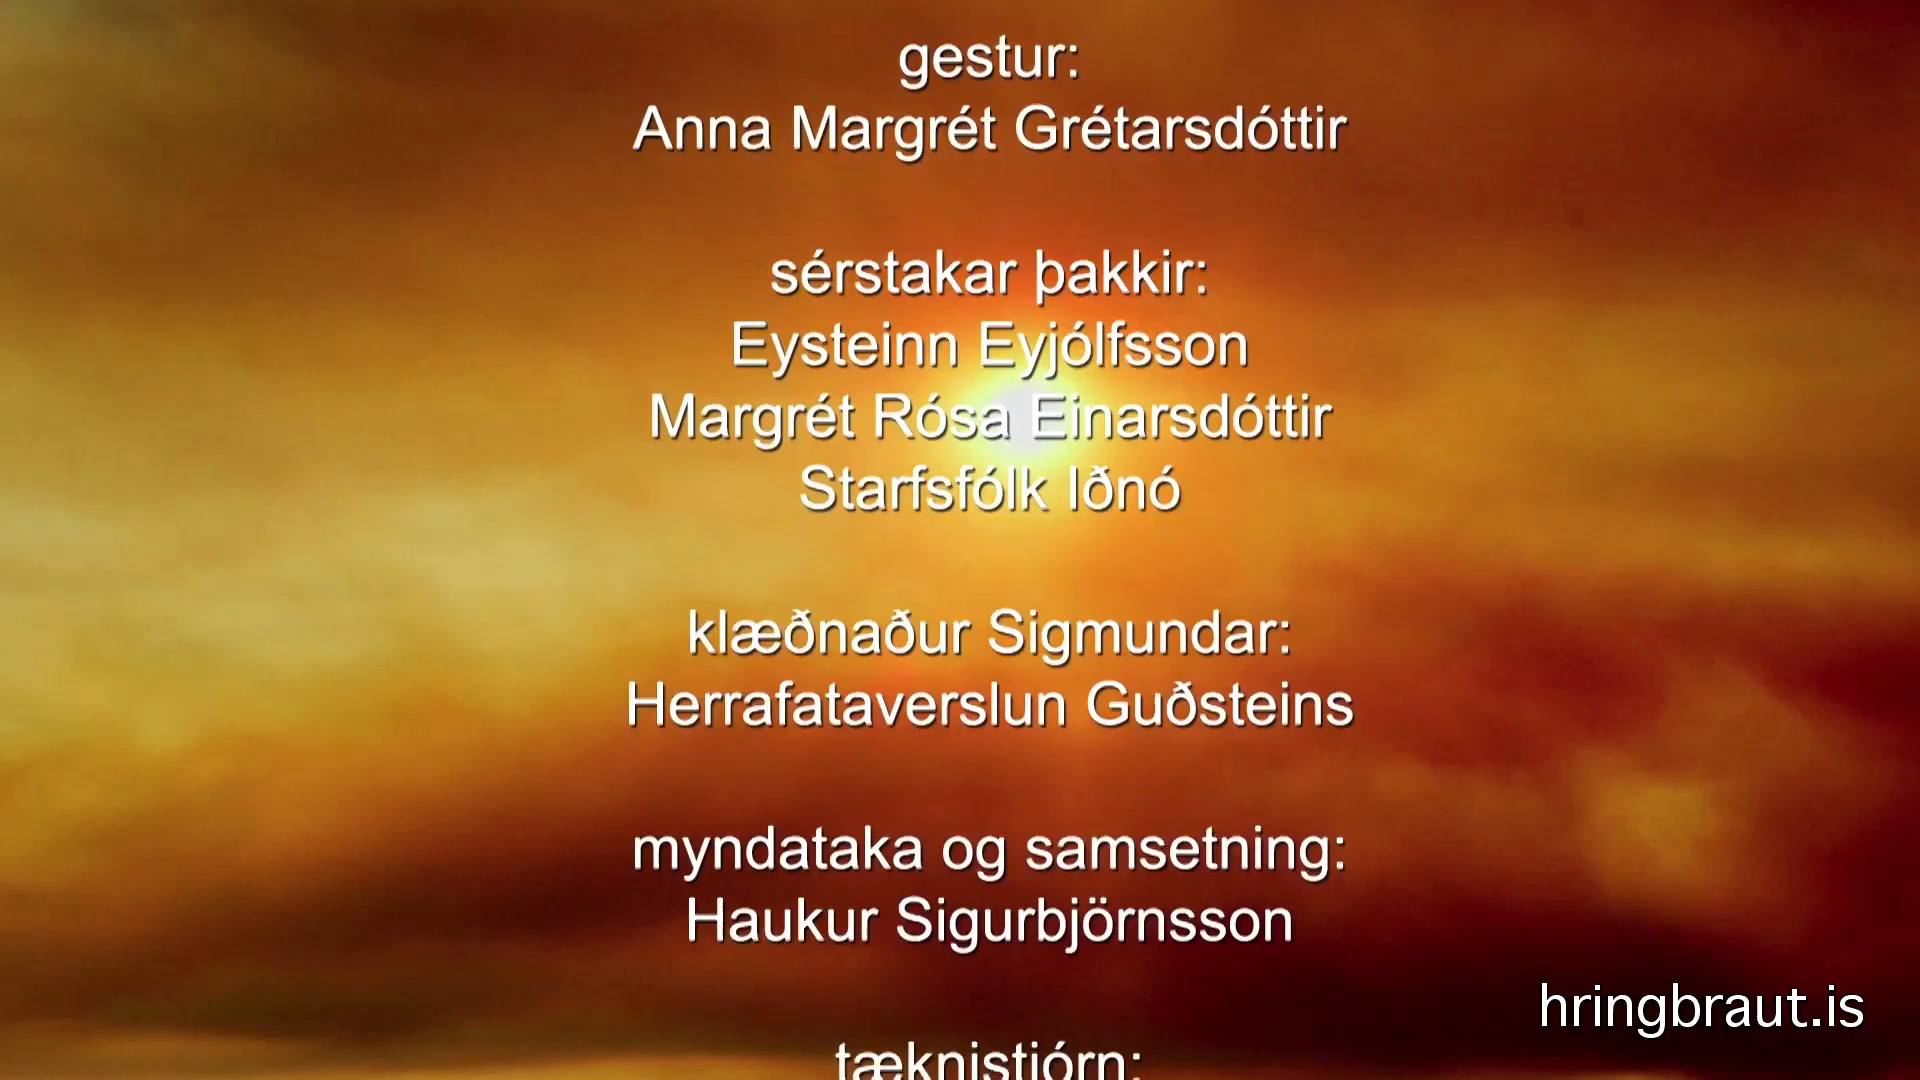 gestur:
Anna Margrét Grétarsdóttir
sérstakar þakkir:
Eysteinn Eyjólfsson
Margrét Rósa Einarsdóttir
Starfsfólk Iðnó
klæðnaður Sigmundar:
Herrafataverslun Guðsteins
myndataka og samsetning:
Haukur Sigurbjörnsson
hringbraut.is
tæknistjórn: